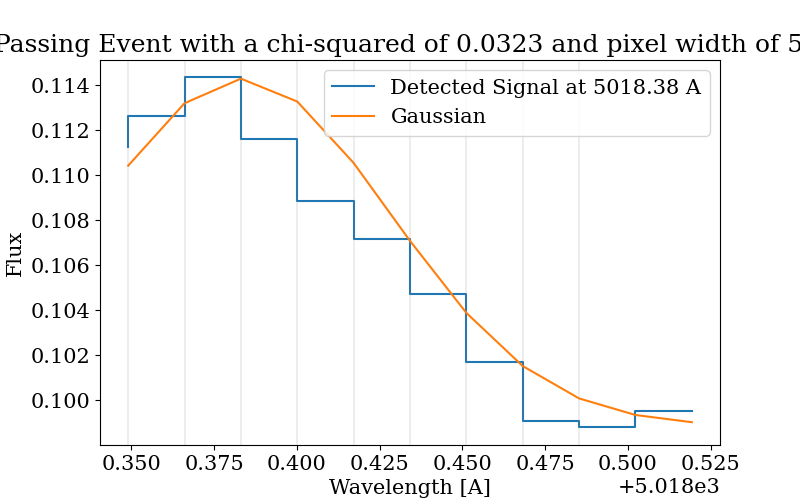 Passing Event with a chi-squared of 0.0323 and pixel width of 5
Detected Signal at 5018.38 A
Gaussian
Flux
0.114
0.112
0.110
0.108
0.106
0.104
0.102
0.100
0.350 0.375 0.400 0.425 0.450 0.475 0.500 0.525
+5.018e3
Wavelength [A]